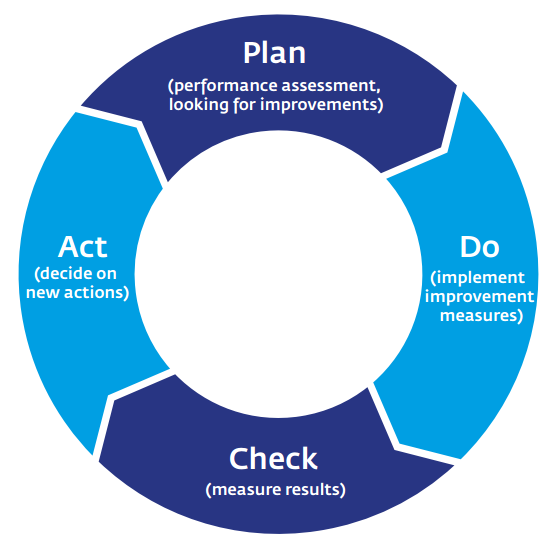 Plan
(performance assessment,
looking for improvements)
Do
(implement
improvement
measures)
Check
(measure results)
Act
(decide on
new actions)